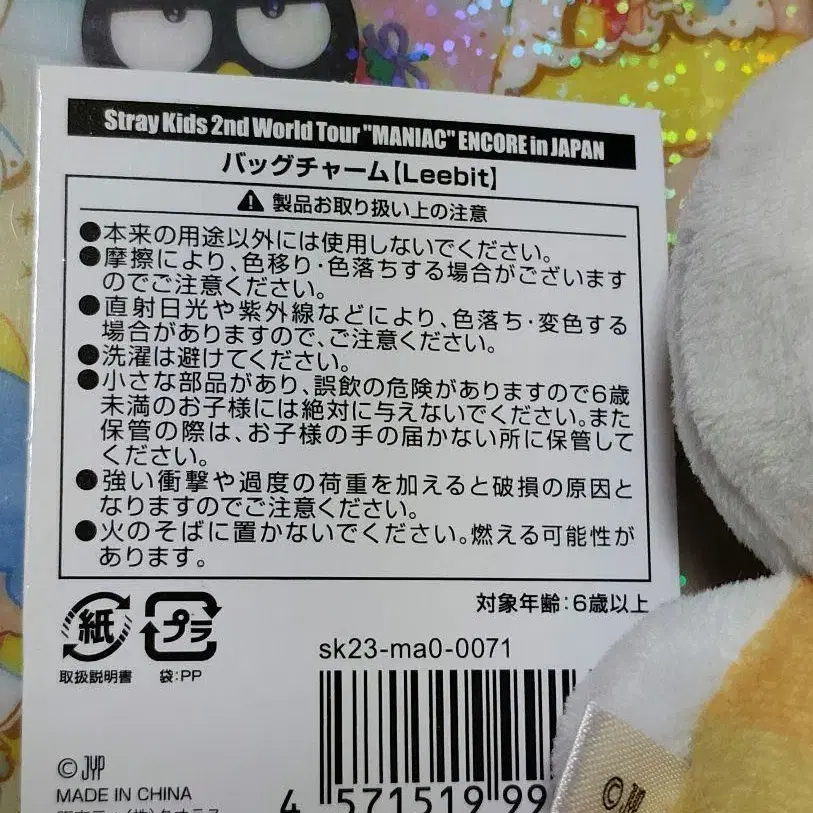 Stray Kids 2nd World Tour "MANIAC" ENCORE in JAPAN
バッグチャーム【Leebit】
製品お取り扱い上の注意
●本来の用途以外には使用しないでください。
●摩擦により、色移り・色落ちする場合がございます
のでご注意ください。
●直射日光や紫外線などにより、色落ち・変色する
場合がありますので、ご注意ください。
●洗濯は避けてください。
●小さな部品があり、誤飲の危険がありますので6歳
未満のお子様には絶対に与えないでください。また
保管の際は、お子様の手の届かない所に保管して
ください。
●強い衝撃や過度の荷重を加えると破損の原因と
なりますのでご注意ください。
●火のそばに置かないでください。燃える可能性が
あります。
対象年齢:6歳以上
紙 プラ
取扱説明書 袋:PP
sk23-ma0-0071
© JYP
MADE IN CHINA
4 571519 99
© JYP